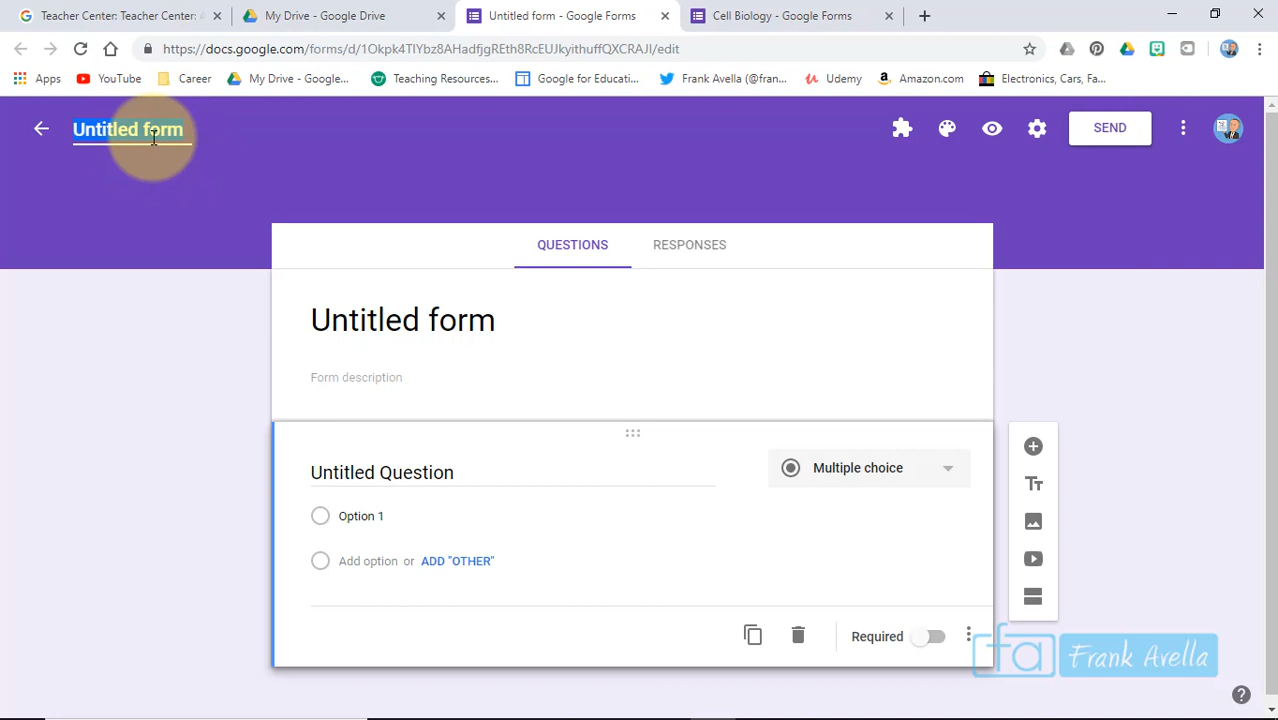 Teacher Center: Teacher Center: A
My Drive - Google Drive
Untitled form - Google Forms
Cell Biology - Google Forms
https://docs.google.com/forms/d/1Okpk4TIYbz8AHadfjgREth8RcEUJkyithuffQXCRAJI/edit
Apps
YouTube
Career
My Drive - Google...
Teaching Resources...
Google for Educati...
Frank Avella (@fran...
Udemy
Amazon.com
Electronics, Cars, Fa...
Untitled form
SEND
QUESTIONS
RESPONSES
Untitled form
Form description
Untitled Question
Multiple choice
Option 1
Add option or ADD "OTHER"
Required
fa Frank Avella